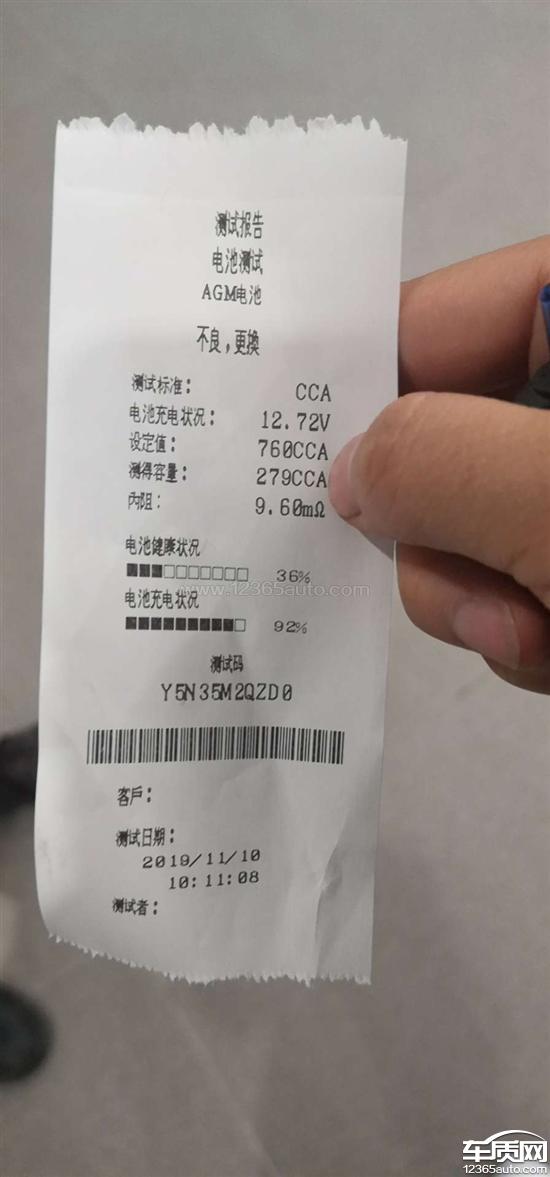 测试报告
电池测试
AGM电池
不良,更换
测试标准: CCA
电池充电状况: 12.72V
设定值: 760CCA
测得容量: 279CCA
内阻: 9.60mΩ
电池健康状况
36%
www.12365auto.com
电池充电状况
92%
测试码
Y5N35M2QZD0
客户:
测试日期:
2019/11/10
10:11:08
测试者:
车质网
12365auto.com